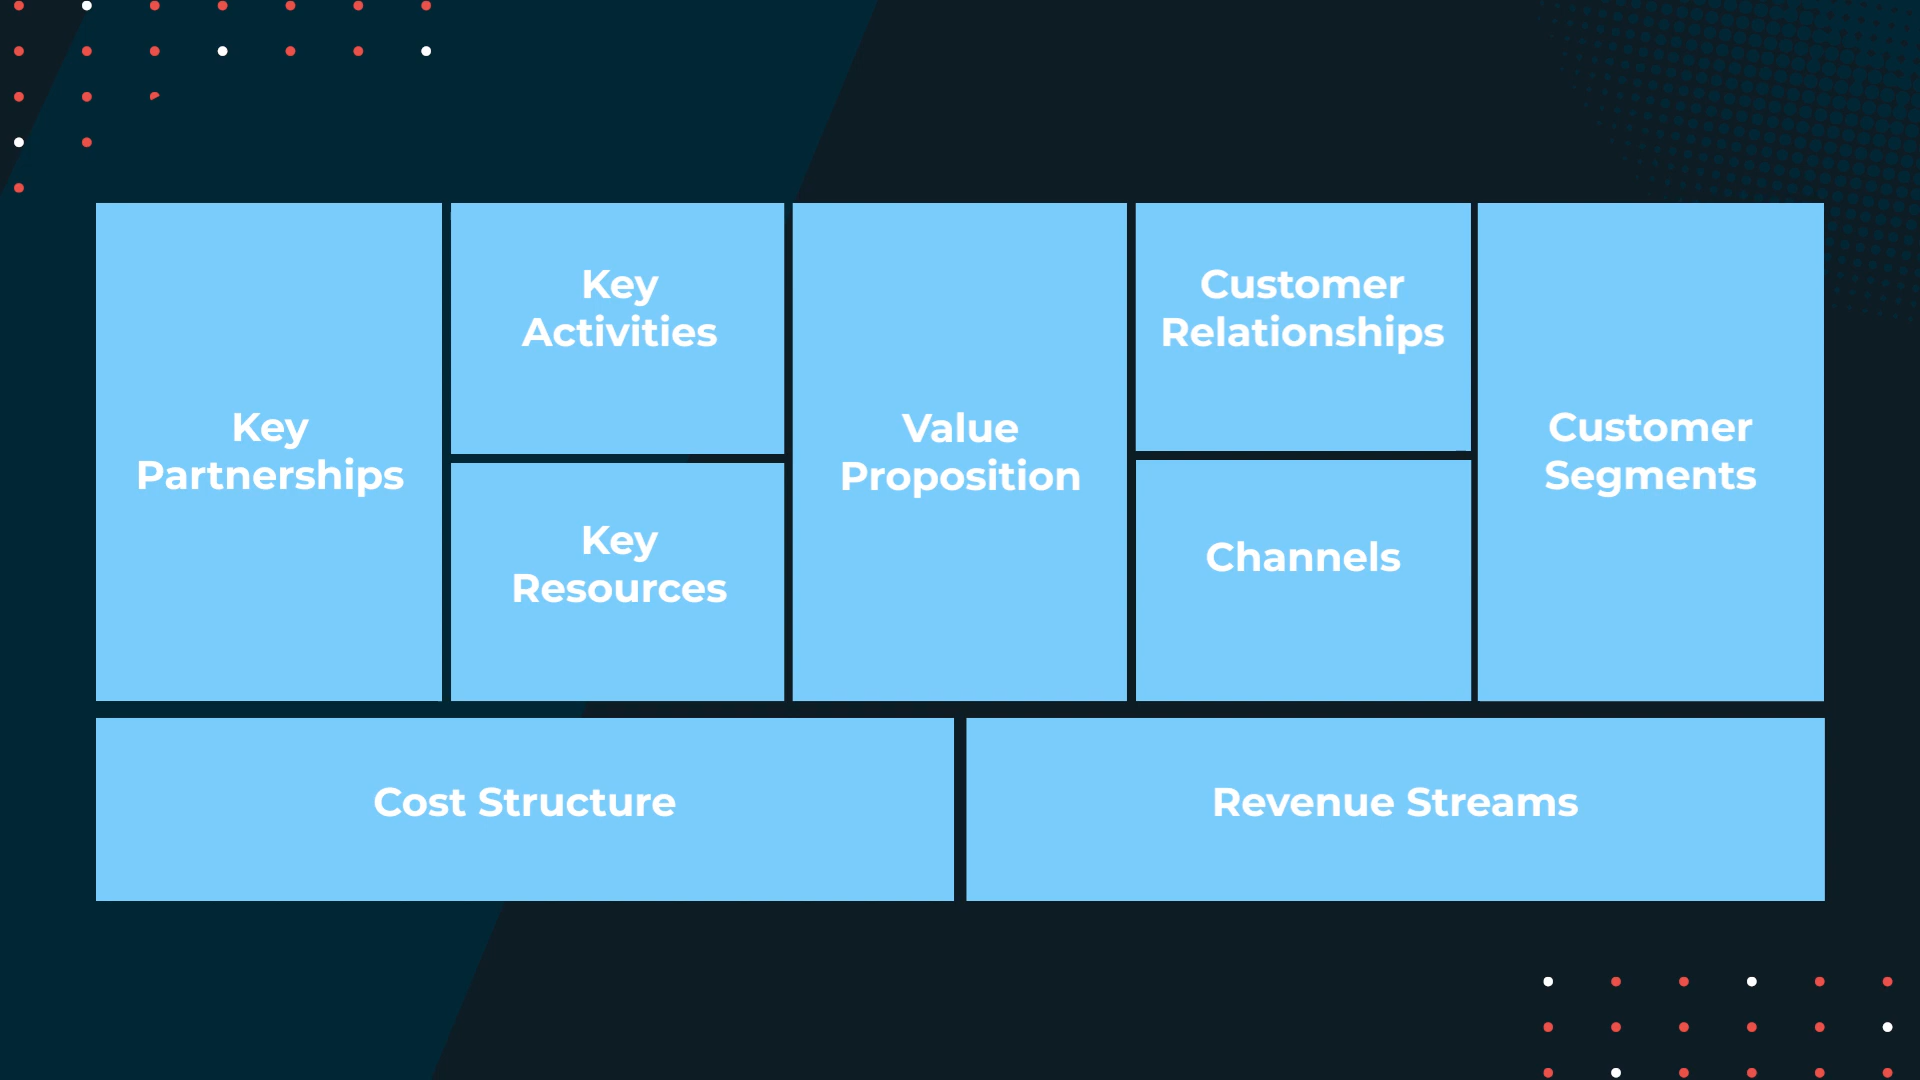 Key
Partnerships
Key
Activities
Key
Resources
Value
Proposition
Customer
Relationships
Channels
Customer
Segments
Cost Structure
Revenue Streams